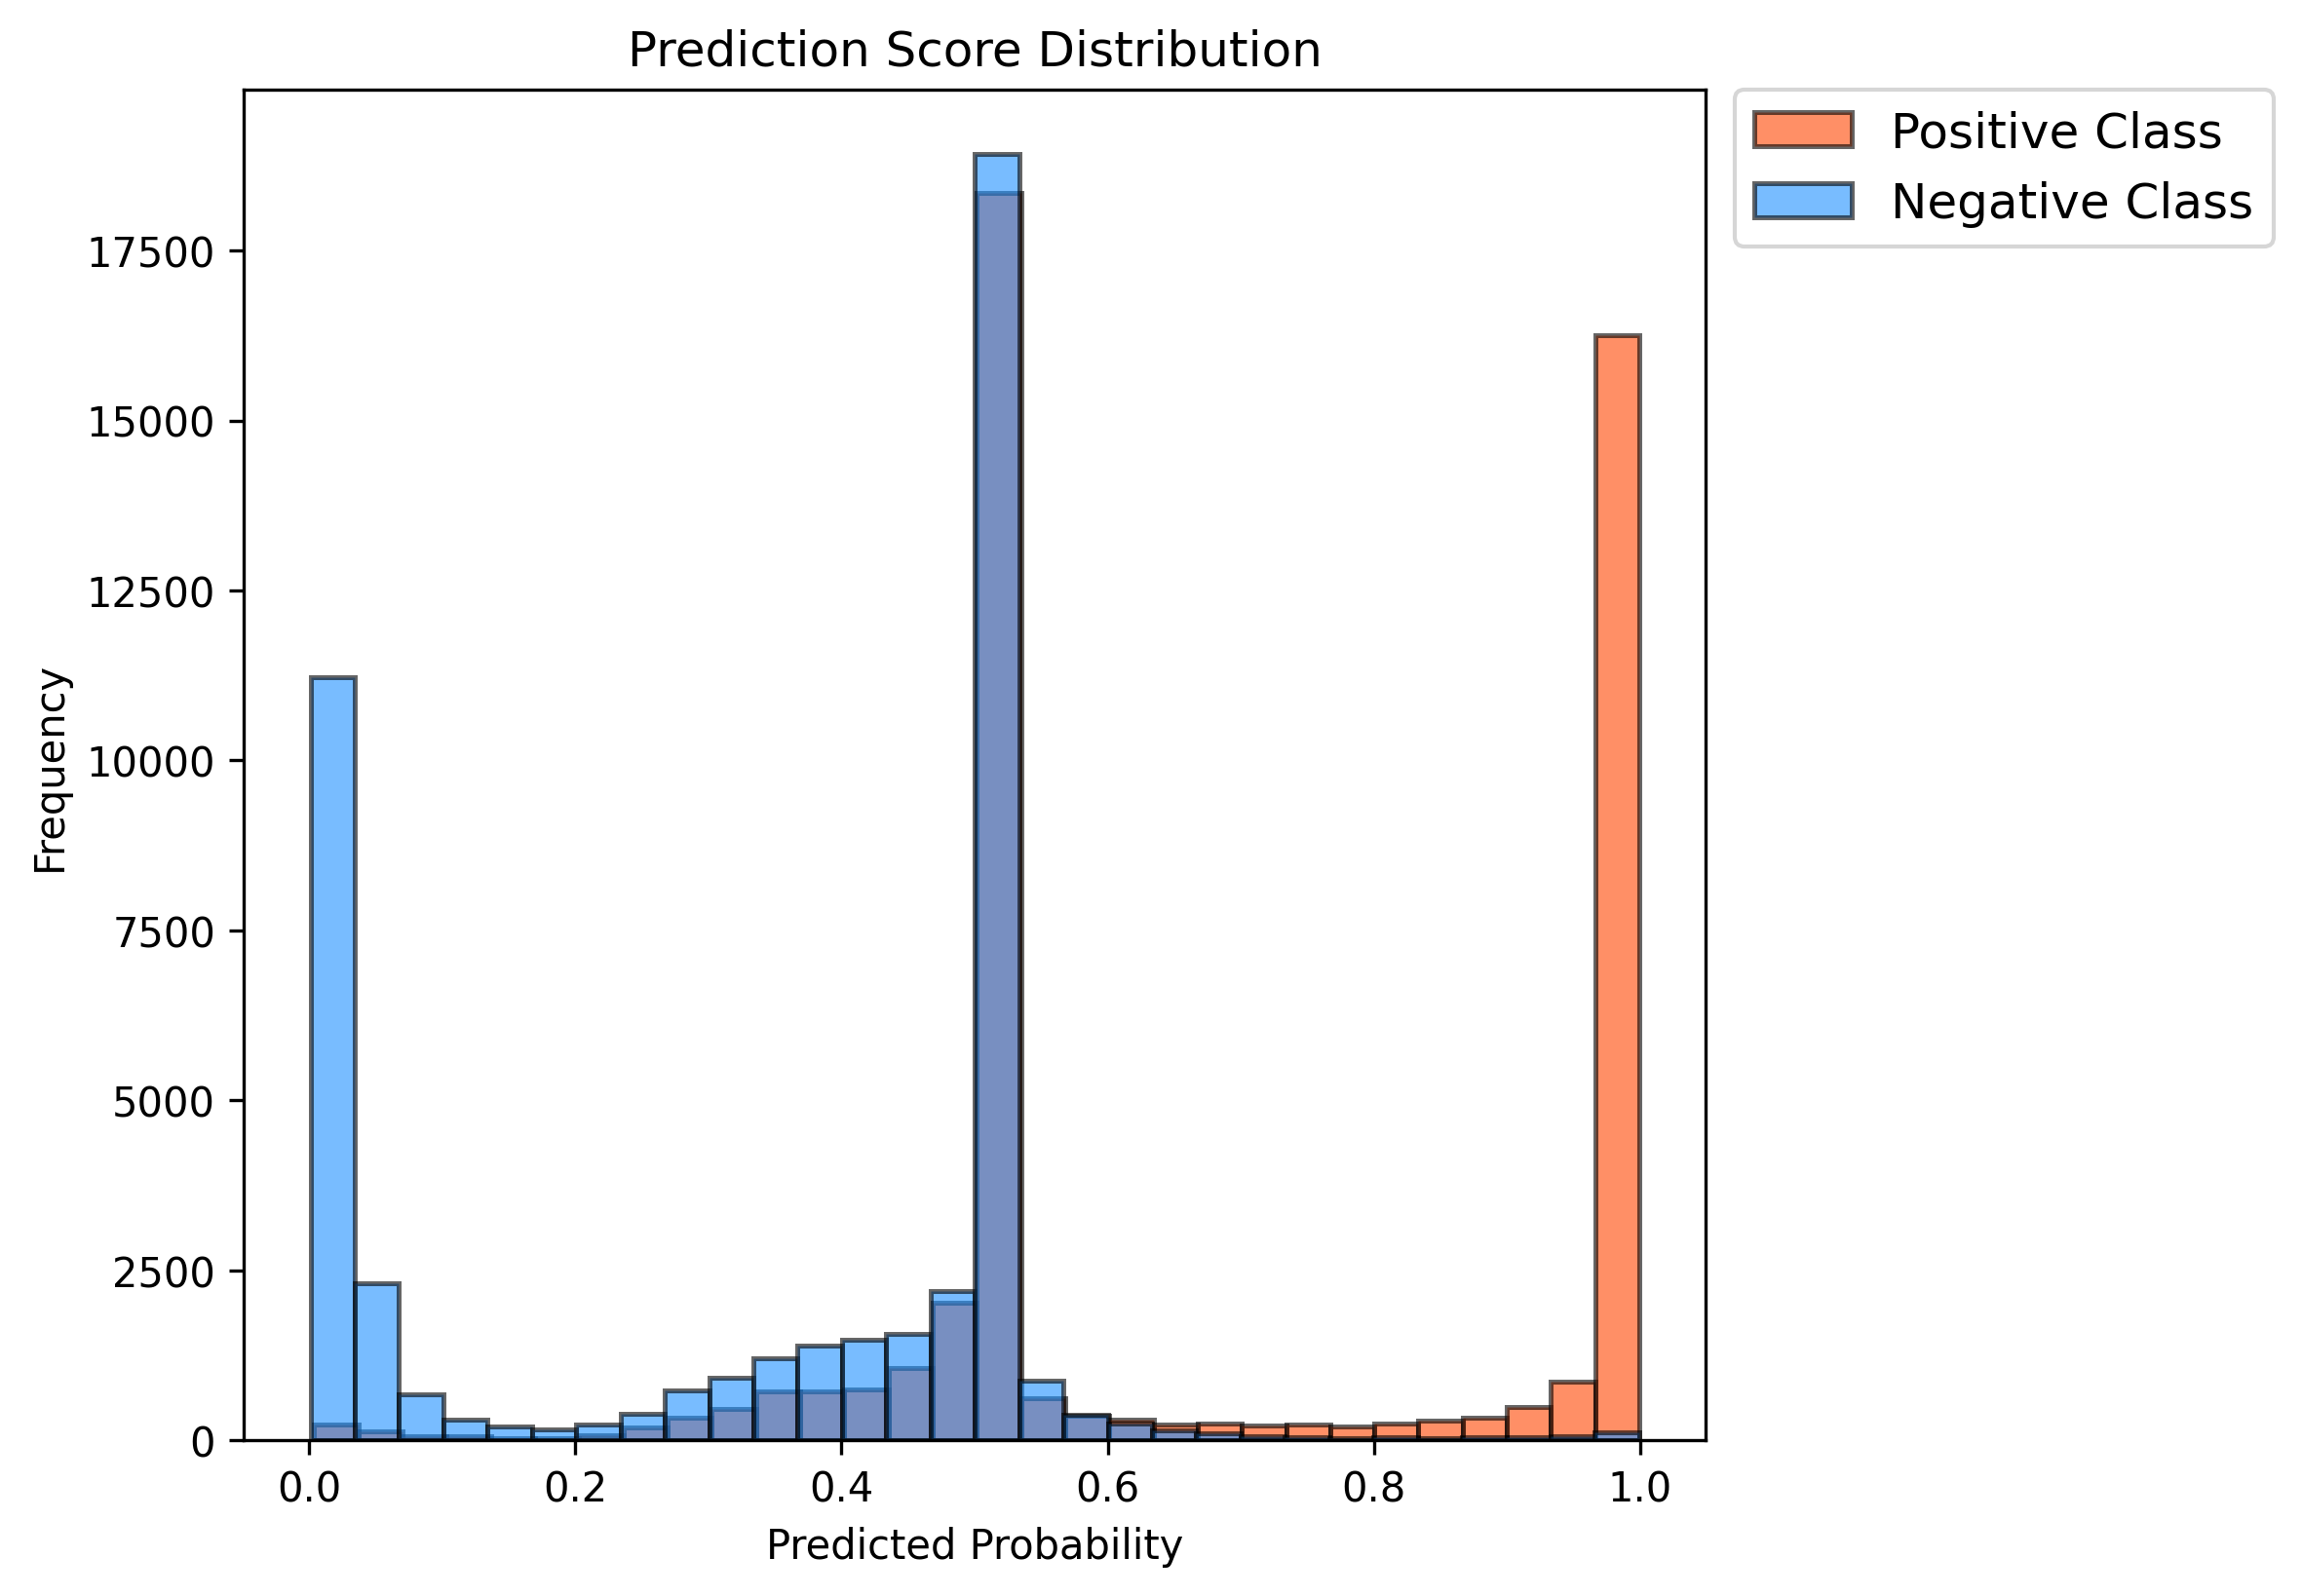 Prediction Score Distribution
Positive Class
Negative Class
17500
15000
12500
10000
7500
5000
2500
0
Frequency
0.0 0.2 0.4 0.6 0.8 1.0
Predicted Probability